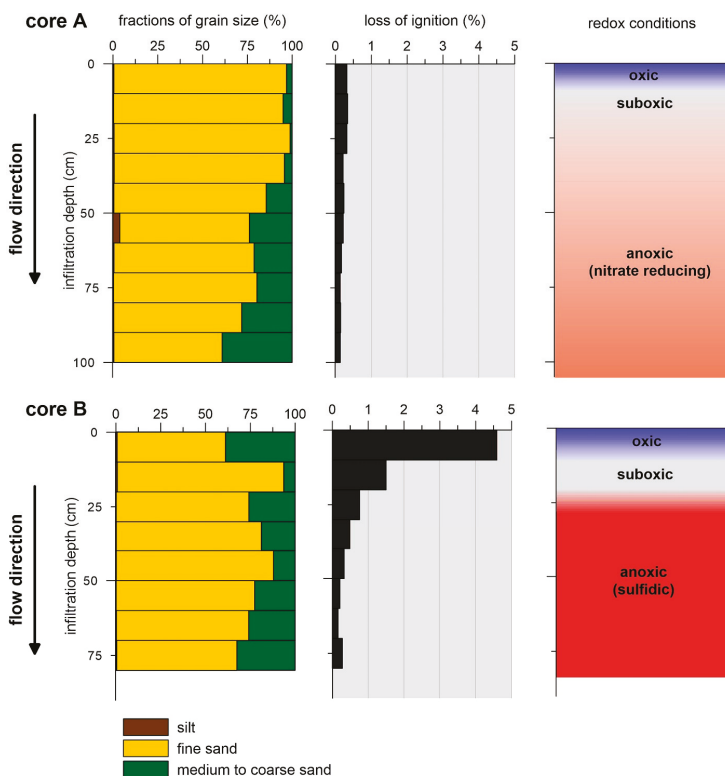 core A
fractions of grain size (%)
loss of ignition (%)
redox conditions
0 25 50 75 100
0 1 2 3 4 5
0
25
50
75
100
infiltration depth (cm)
flow direction
oxic
suboxic
anoxic
(nitrate reducing)
core B
0 25 50 75 100
0 1 2 3 4 5
0
25
50
75
infiltration depth (cm)
flow direction
oxic
suboxic
anoxic
(sulfidic)
silt
fine sand
medium to coarse sand